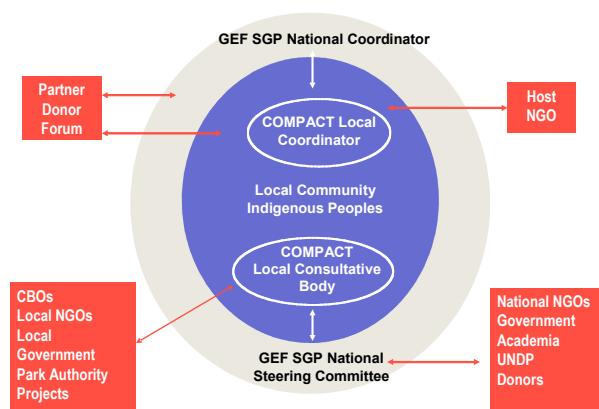 GEF SGP National Coordinator
Partner
Donor
Forum
Host
NGO
COMPACT Local
Coordinator
Local Community
Indigenous Peoples
COMPACT
Local Consultative
Body
CBOs
Local NGOs
Local
Government
Park Authority
Projects
National NGOs
Government
Academia
UNDP
Donors
GEF SGP National
Steering Committee